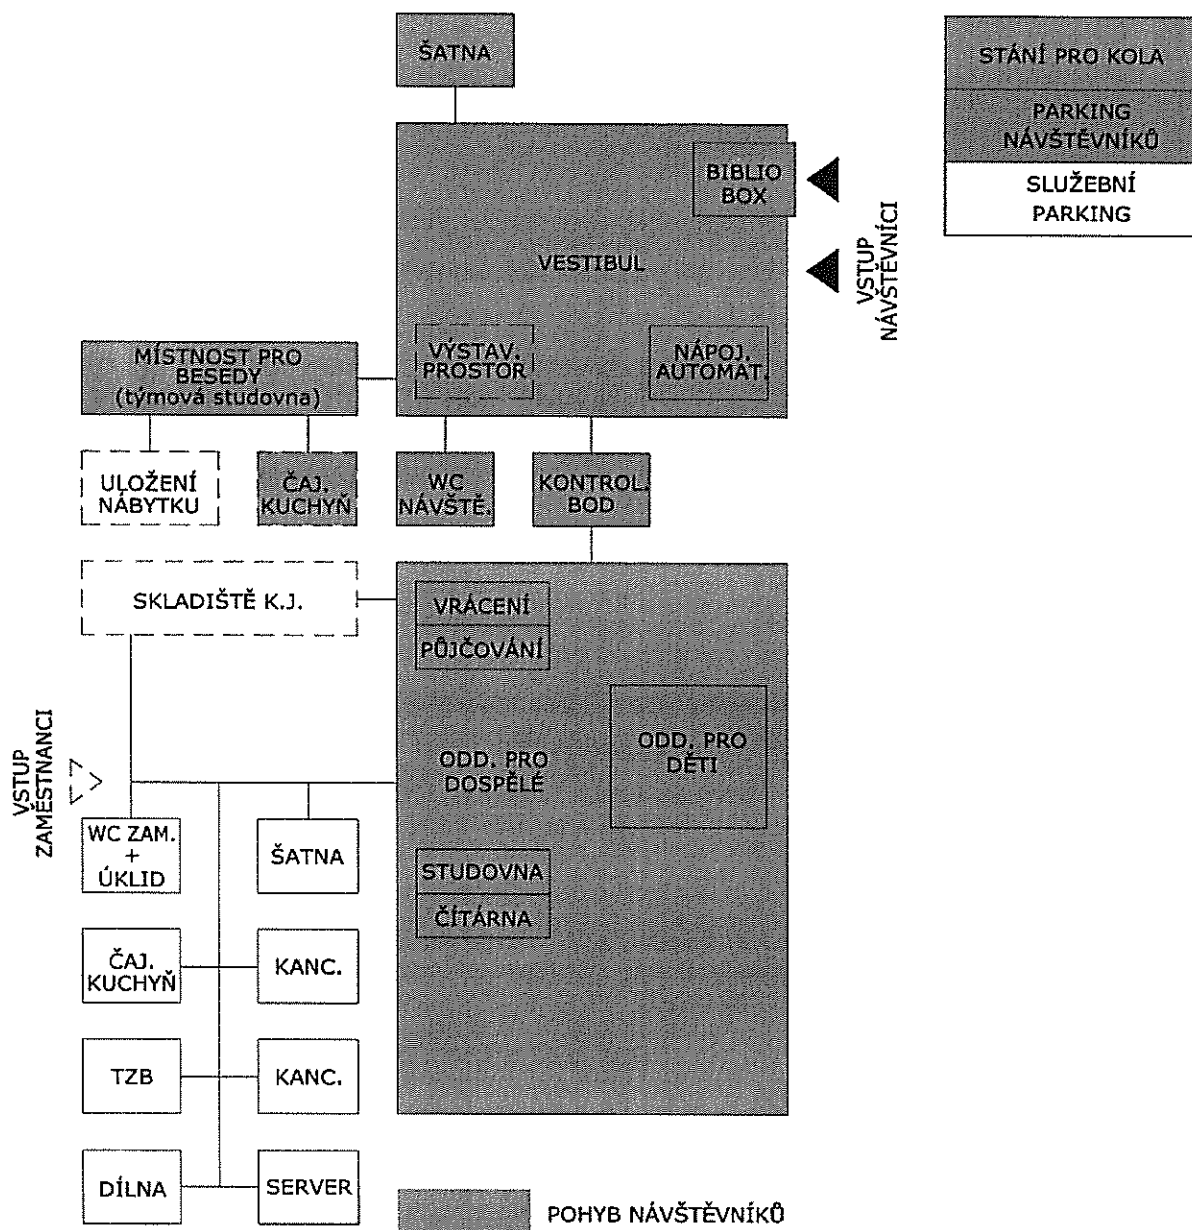 ŠATNA
STÁNÍ PRO KOLA
PARKING
NÁVŠTĚVNÍKŮ
SLUŽEBNÍ
PARKING
BIBLIO
BOX
VSTUP
NÁVŠTĚVNÍCI
VESTIBUL
VÝSTAV.
PROSTOR
NÁPOJ.
AUTOMAT.
MÍSTNOST PRO
BESEDY
(týmová studovna)
ULOŽENÍ
NÁBYTKU
ČAJ.
KUCHYŇ
WC
NÁVŠTĚ.
KONTROL.
BOD
SKLADIŠTĚ K.J.
VRÁCENÍ
PŮJČOVÁNÍ
VSTUP
ZAMĚSTNANCI
ODD. PRO
DOSPĚLÉ
ODD. PRO
DĚTI
WC ZAM.
+
ÚKLID
ŠATNA
STUDOVNA
ČÍTÁRNA
ČAJ.
KUCHYŇ
KANC.
TZB
KANC.
DÍLNA
SERVER
POHYB NÁVŠTĚVNÍKŮ